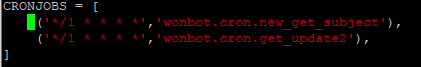 CRONJOBS = [
    ('*/1 * * * *','wonbot.cron.new_get_subject'),
    ('*/1 * * * *','wonbot.cron.get_update2'),
]